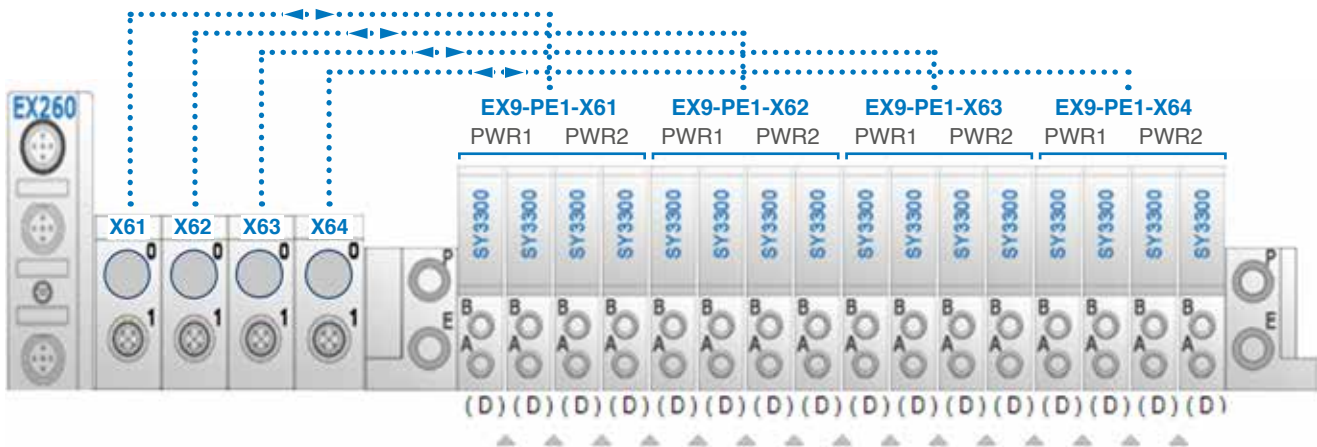 EX9-PE1-X61 EX9-PE1-X62 EX9-PE1-X63 EX9-PE1-X64
PWR1 PWR2 PWR1 PWR2 PWR1 PWR2 PWR1 PWR2
EX260
X61 X62 X63 X64
0 0 0 0
1 1 1 1
P
E
SY3300 SY3300 SY3300 SY3300 SY3300 SY3300 SY3300 SY3300 SY3300 SY3300 SY3300 SY3300 SY3300 SY3300 SY3300 SY3300
B B B B B B B B B B B B B B B B
A A A A A A A A A A A A A A A A
P
E
(D) (D) (D) (D) (D) (D) (D) (D) (D) (D) (D) (D) (D) (D) (D) (D)